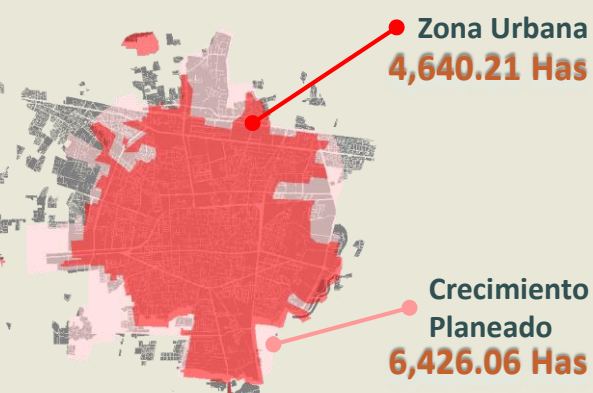 Zona Urbana
4,640.21 Has
Crecimiento
Planeado
6,426.06 Has